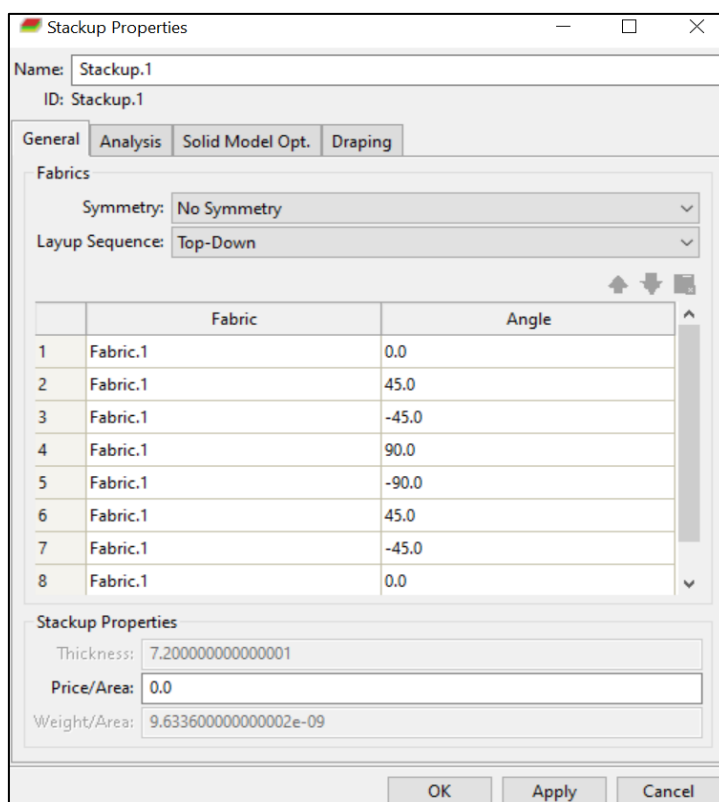 Stackup Properties
Name: Stackup.1
ID: Stackup.1
General Analysis Solid Model Opt. Draping
Fabrics
Symmetry: No Symmetry
Layup Sequence: Top-Down
Fabric Angle
1 Fabric.1 0.0
2 Fabric.1 45.0
3 Fabric.1 -45.0
4 Fabric.1 90.0
5 Fabric.1 -90.0
6 Fabric.1 45.0
7 Fabric.1 -45.0
8 Fabric.1 0.0
Stackup Properties
Thickness: 7.200000000000001
Price/Area: 0.0
Weight/Area: 9.633600000000002e-09
OK Apply Cancel